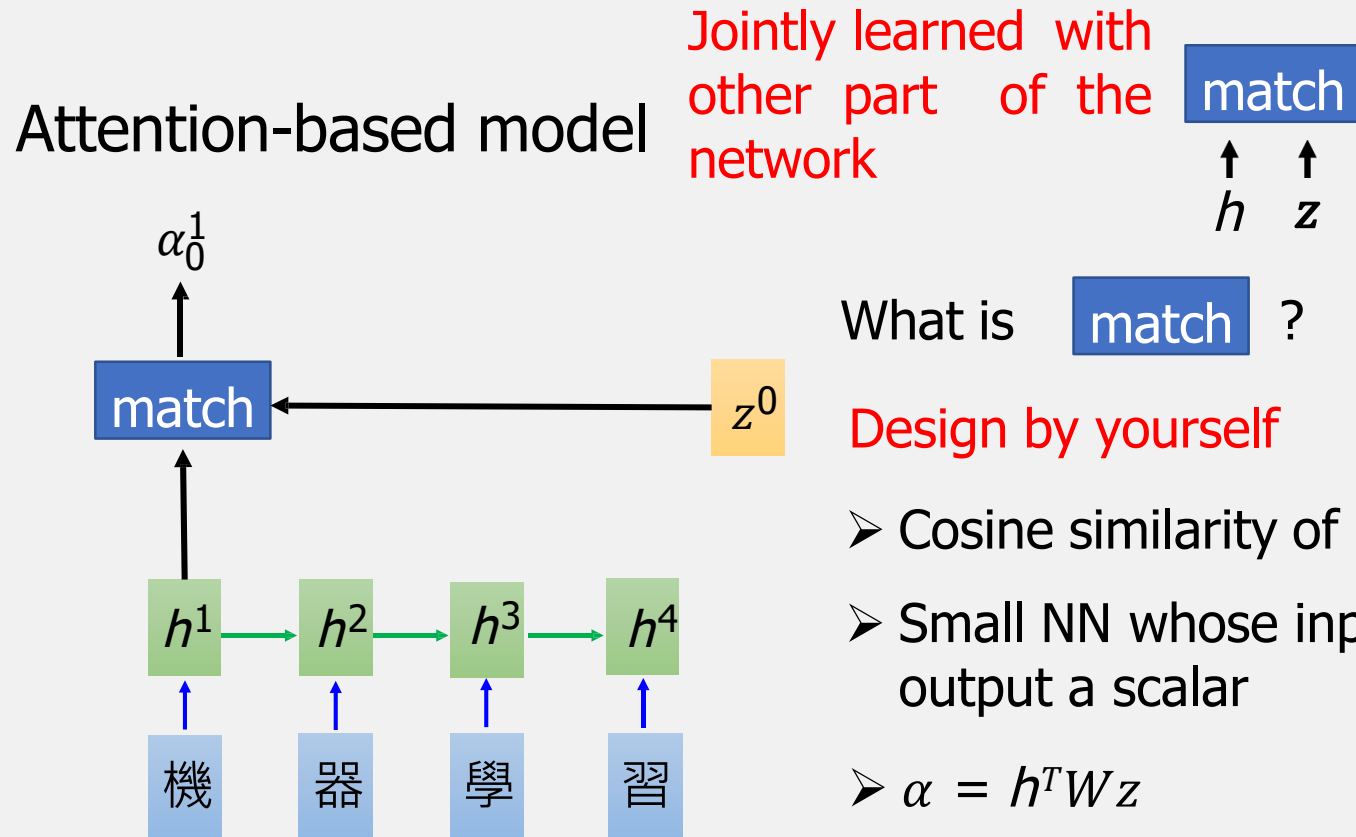 Attention-based model
Jointly learned with
other part of the
network
match
h z
α₀¹
match
z⁰
h¹ h² h³ h⁴
機 器 學 習
What is match ?
Design by yourself
➢ Cosine similarity of
➢ Small NN whose
output a scalar
➢ α = hᵀWz